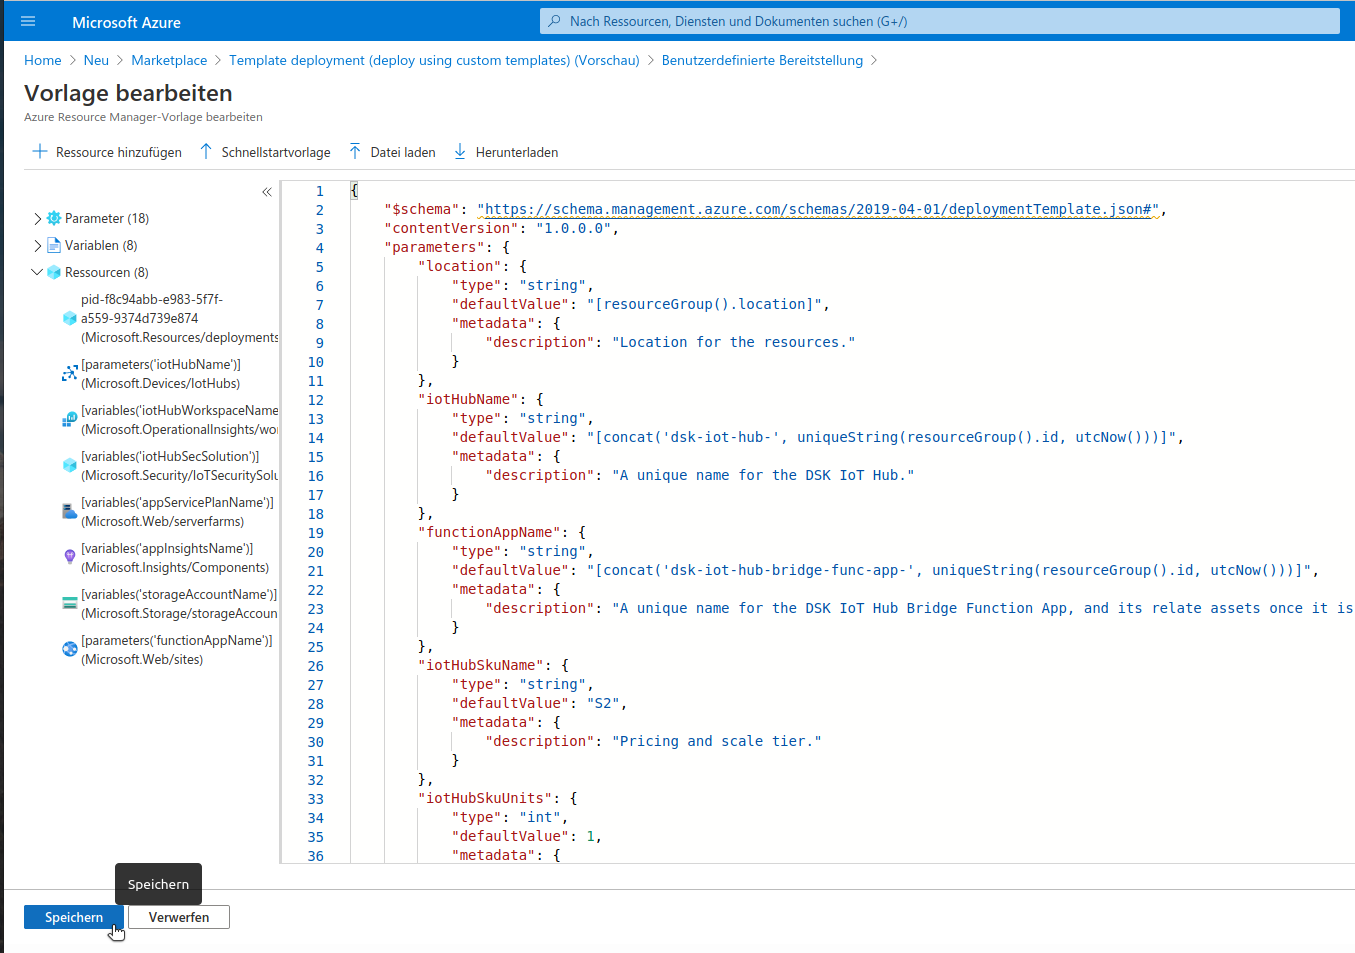 Microsoft Azure
Nach Ressourcen, Diensten und Dokumenten suchen (G+/)
Home > Neu > Marketplace > Template deployment (deploy using custom templates) (Vorschau) > Benutzerdefinierte Bereitstellung >
Vorlage bearbeiten
Azure Resource Manager-Vorlage bearbeiten
Ressource hinzufügen Schnellstartvorlage Datei laden Herunterladen
«
Parameter (18)
Variablen (8)
Ressourcen (8)
pid-f8c94abb-e983-5f7f-
a559-9374d739e874
(Microsoft.Resources/deployments
[parameters('iotHubName')]
(Microsoft.Devices/IotHubs)
[variables('iotHubWorkspaceName
(Microsoft.OperationalInsights/wo
[variables('iotHubSecSolution')]
(Microsoft.Security/IoTSecuritySolu
[variables('appServicePlanName')]
(Microsoft.Web/serverfarms)
[variables('appInsightsName')]
(Microsoft.Insights/Components)
[variables('storageAccountName')]
(Microsoft.Storage/storageAccoun
[parameters('functionAppName')]
(Microsoft.Web/sites)
1 {
2 "$schema": "https://schema.management.azure.com/schemas/2019-04-01/deploymentTemplate.json#",
3 "contentVersion": "1.0.0.0",
4 "parameters": {
5 "location": {
6 "type": "string",
7 "defaultValue": "[resourceGroup().location]",
8 "metadata": {
9 "description": "Location for the resources."
10 }
11 },
12 "iotHubName": {
13 "type": "string",
14 "defaultValue": "[concat('dsk-iot-hub-', uniqueString(resourceGroup().id, utcNow()))]",
15 "metadata": {
16 "description": "A unique name for the DSK IoT Hub."
17 }
18 },
19 "functionAppName": {
20 "type": "string",
21 "defaultValue": "[concat('dsk-iot-hub-bridge-func-app-', uniqueString(resourceGroup().id, utcNow()))]",
22 "metadata": {
23 "description": "A unique name for the DSK IoT Hub Bridge Function App, and its relate assets once it is
24 }
25 },
26 "iotHubSkuName": {
27 "type": "string",
28 "defaultValue": "S2",
29 "metadata": {
30 "description": "Pricing and scale tier."
31 }
32 },
33 "iotHubSkuUnits": {
34 "type": "int",
35 "defaultValue": 1,
36 "metadata": {
Speichern
Speichern Verwerfen